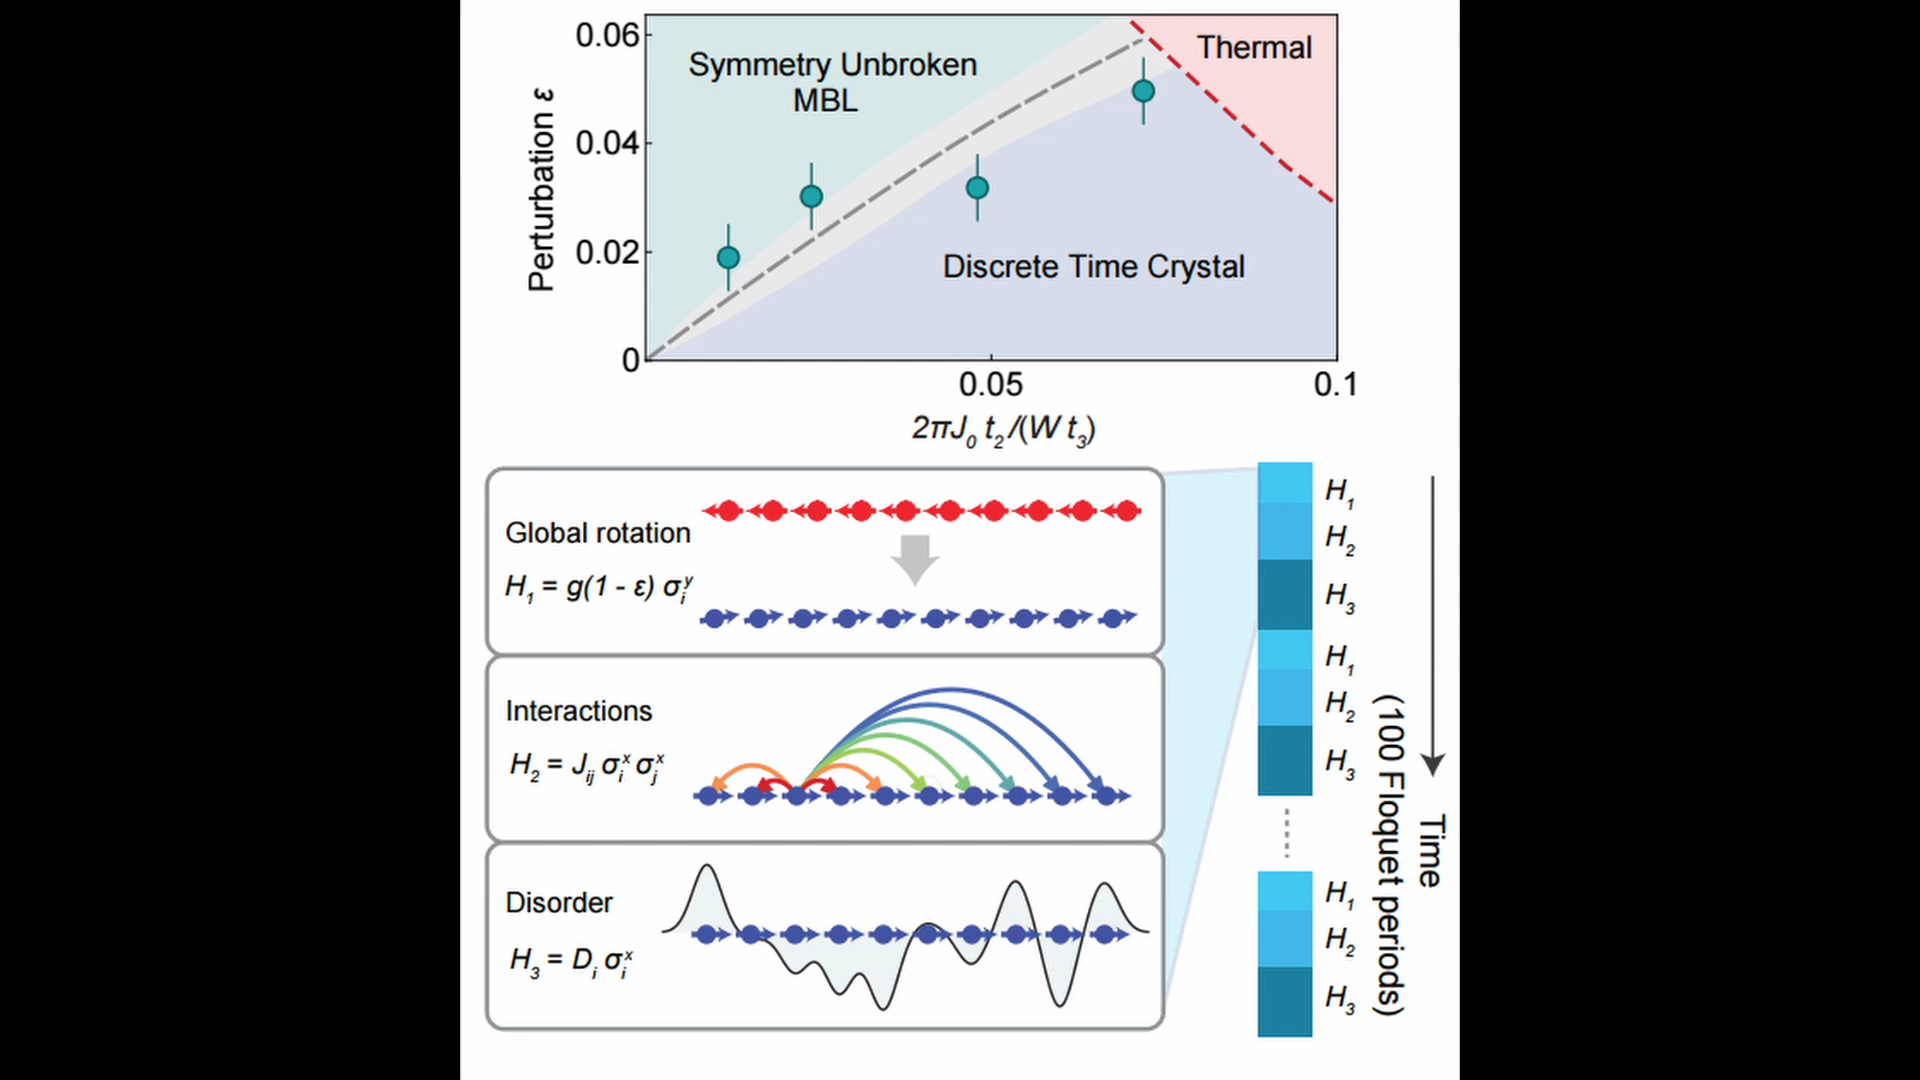 0.06
0.04
0.02
0
Perturbation ε
Symmetry Unbroken
MBL
Thermal
Discrete Time Crystal
0.05
0.1
2πJ₀ t₂/(W t₃)
Global rotation
H₁ = g(1 - ε) σᵢʸ
Interactions
H₂ = Jᵢⱼ σᵢˣ σⱼˣ
Disorder
H₃ = Dᵢ σᵢˣ
H₁
H₂
H₃
H₁
H₂
H₃
H₁
H₂
H₃
Time
(100 Floquet periods)